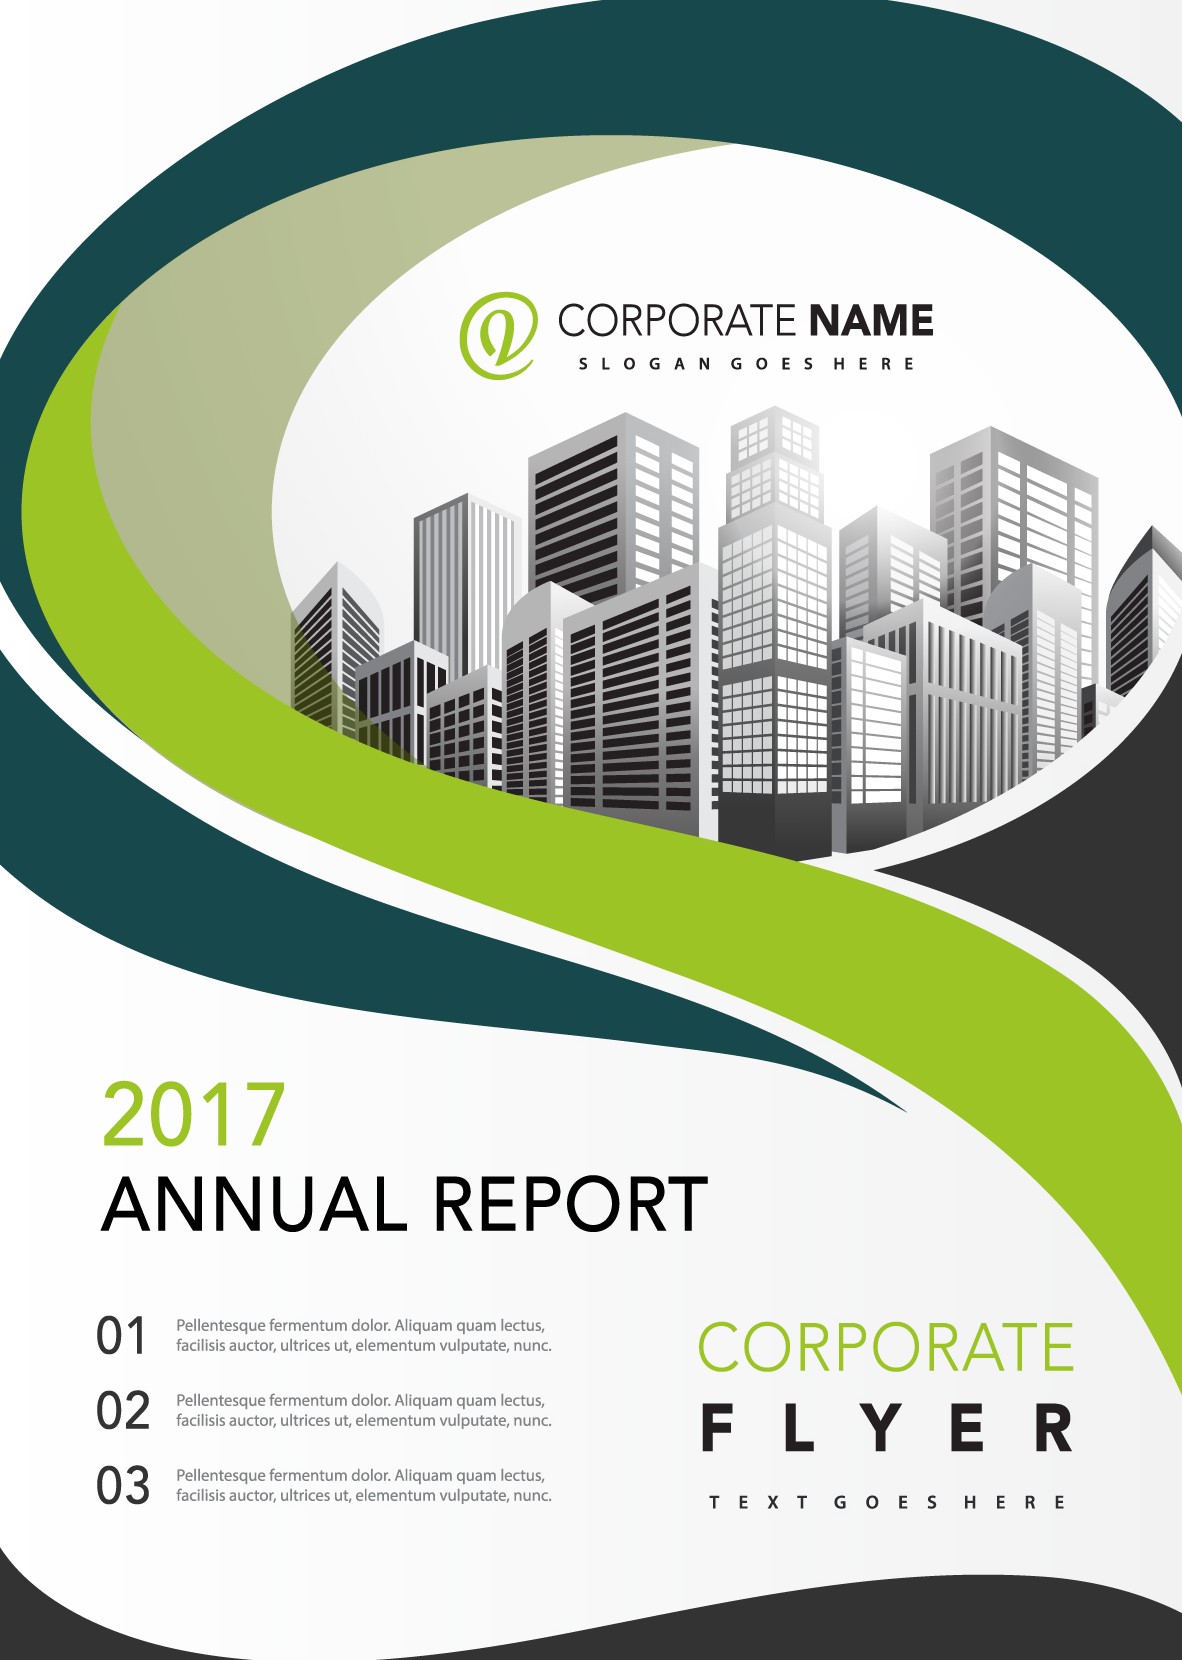 CORPORATE NAME
SLOGAN GOES HERE
2017
ANNUAL REPORT
01
Pellentesque fermentum dolor. Aliquam quam lectus,
facilisis auctor, ultrices ut, elementum vulputate, nunc.
02
Pellentesque fermentum dolor. Aliquam quam lectus,
facilisis auctor, ultrices ut, elementum vulputate, nunc.
03
Pellentesque fermentum dolor. Aliquam quam lectus,
facilisis auctor, ultrices ut, elementum vulputate, nunc.
CORPORATE
FLYER
TEXT GOES HERE